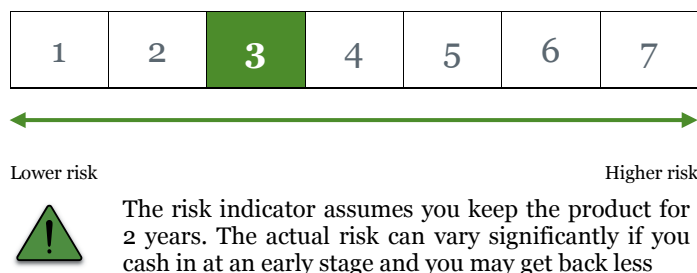 1 2 3 4 5 6 7
Lower risk Higher risk
The risk indicator assumes you keep the product for
2 years. The actual risk can vary significantly if you
cash in at an early stage and you may get back less